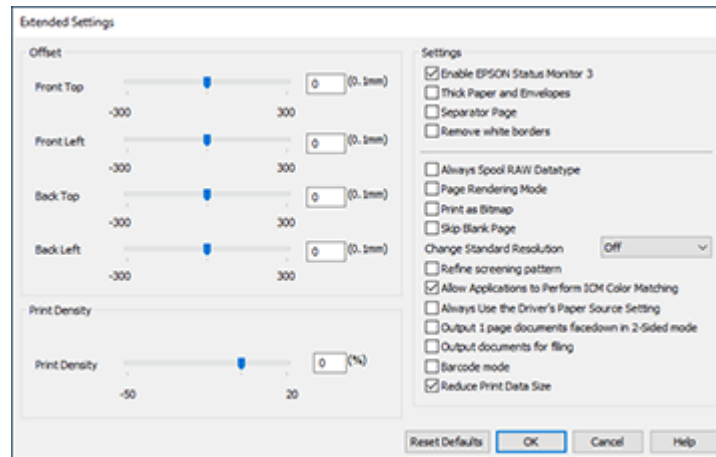 Extended Settings
Offset
Front Top
0 (0.1mm)
-300 300
Front Left
0 (0.1mm)
-300 300
Back Top
0 (0.1mm)
-300 300
Back Left
0 (0.1mm)
-300 300
Print Density
Print Density
0 (%)
-50 20
Settings
Enable EPSON Status Monitor 3
Thick Paper and Envelopes
Separator Page
Remove white borders
Always Spool RAW Datatype
Page Rendering Mode
Print as Bitmap
Skip Blank Page
Change Standard Resolution Off
Refine screening pattern
Allow Applications to Perform ICM Color Matching
Always Use the Driver's Paper Source Setting
Output 1 page documents facedown in 2-Sided mode
Output documents for filing
Barcode mode
Reduce Print Data Size
Reset Defaults OK Cancel Help